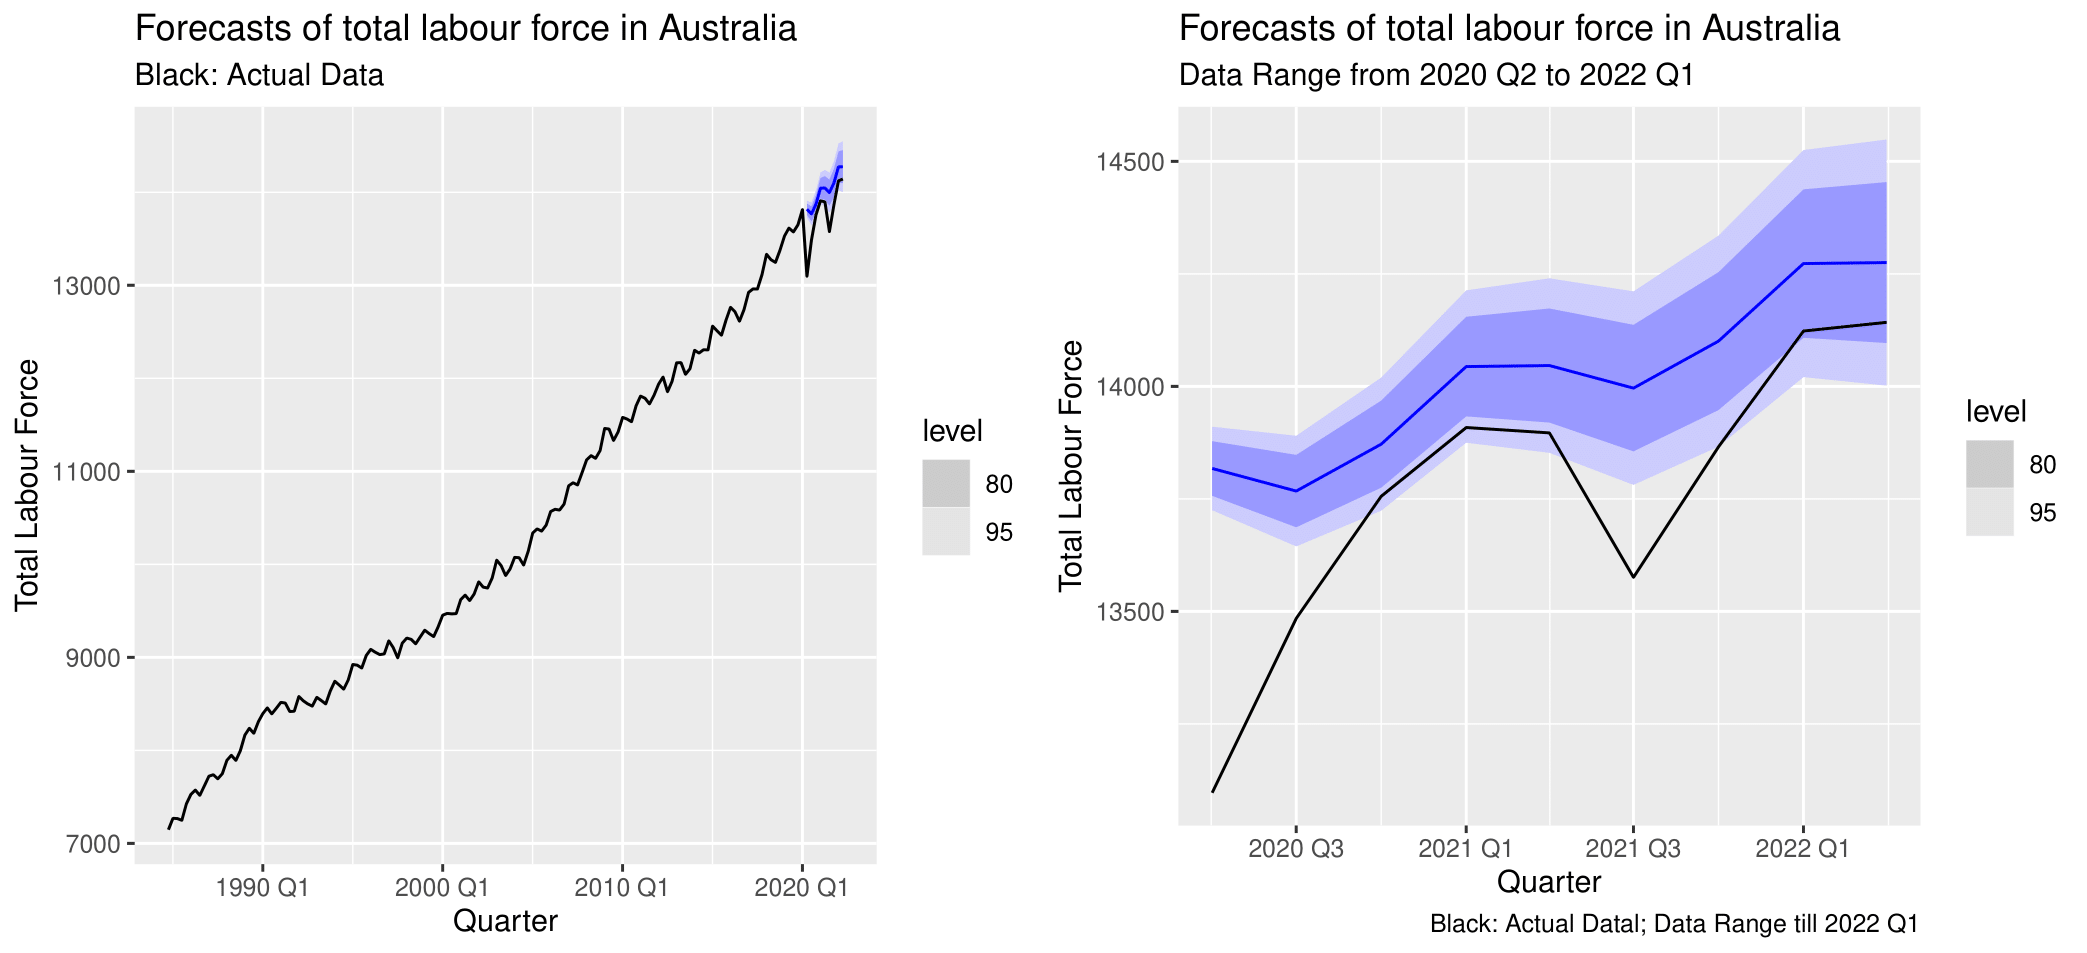 Forecasts of total labour force in Australia
Black: Actual Data
Total Labour Force
13000
11000
9000
7000
1990 Q1
2000 Q1
2010 Q1
2020 Q1
Quarter
level
80
95
Forecasts of total labour force in Australia
Data Range from 2020 Q2 to 2022 Q1
Total Labour Force
14500
14000
13500
2020 Q3
2021 Q1
2021 Q3
2022 Q1
Quarter
level
80
95
Black: Actual Datal; Data Range till 2022 Q1